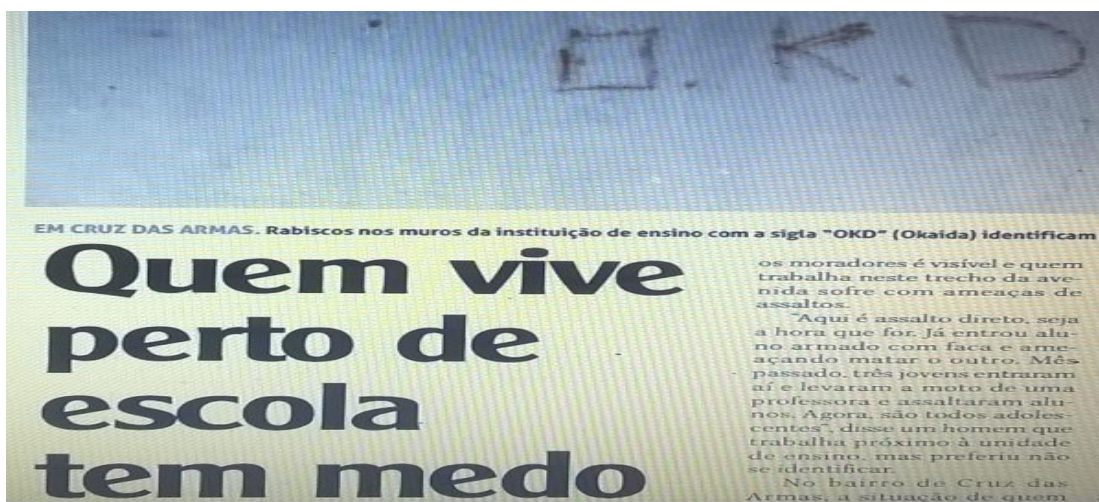 O.K.D
EM CRUZ DAS ARMAS. Rabiscos nos muros da instituição de ensino com a sigla "OKD" (Okaida) identificam
Quem vive
perto de
escola
tem medo
os moradores é visível e quem
trabalha neste trecho da ave-
nida sofre com ameaças de
assaltos.
"Aqui é assalto direto, seja
a hora que for. Já entrou alu-
no armado com faca e ame-
açando matar o outro. Mês
passado, três jovens entraram
aí e levaram a moto de uma
professora e assaltaram alu-
nos. Agora, são todos adoles-
centes", disse um homem que
trabalha próximo à unidade
de ensino, mas preferiu não
se identificar.
No bairro de Cruz das
Armas, a situação de quem